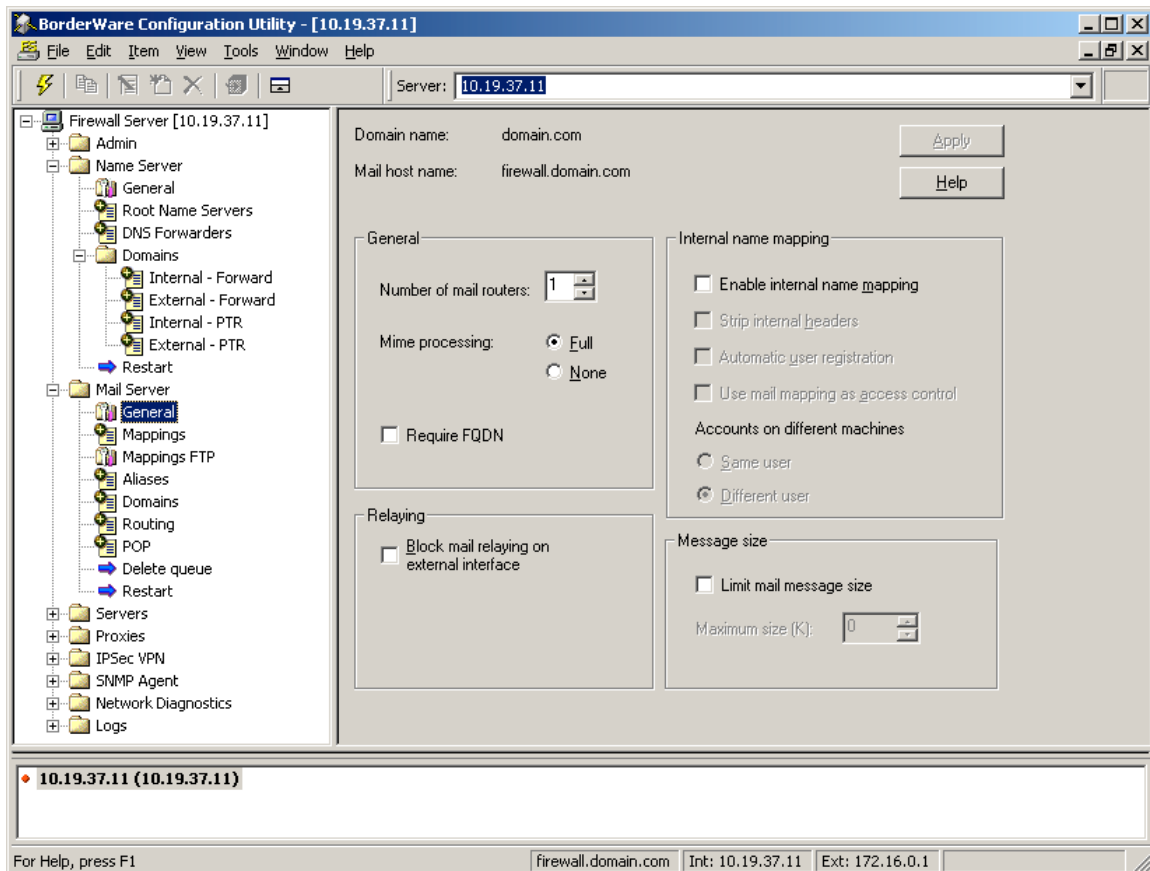 BorderWare Configuration Utility - [10.19.37.11]
File Edit Item View Tools Window Help
Server: 10.19.37.11
Firewall Server [10.19.37.11]
Admin
Name Server
General
Root Name Servers
DNS Forwarders
Domains
Internal - Forward
External - Forward
Internal - PTR
External - PTR
Restart
Mail Server
General
Mappings
Mappings FTP
Aliases
Domains
Routing
POP
Delete queue
Restart
Servers
Proxies
IPSec VPN
SNMP Agent
Network Diagnostics
Logs
Domain name: domain.com
Mail host name: firewall.domain.com
Apply
Help
General
Number of mail routers: 1
Mime processing: Full
None
Require FQDN
Relaying
Block mail relaying on
external interface
Internal name mapping
Enable internal name mapping
Strip internal headers
Automatic user registration
Use mail mapping as access control
Accounts on different machines
Same user
Different user
Message size
Limit mail message size
Maximum size (K): 0
10.19.37.11 (10.19.37.11)
For Help, press F1
firewall.domain.com Int: 10.19.37.11 Ext: 172.16.0.1